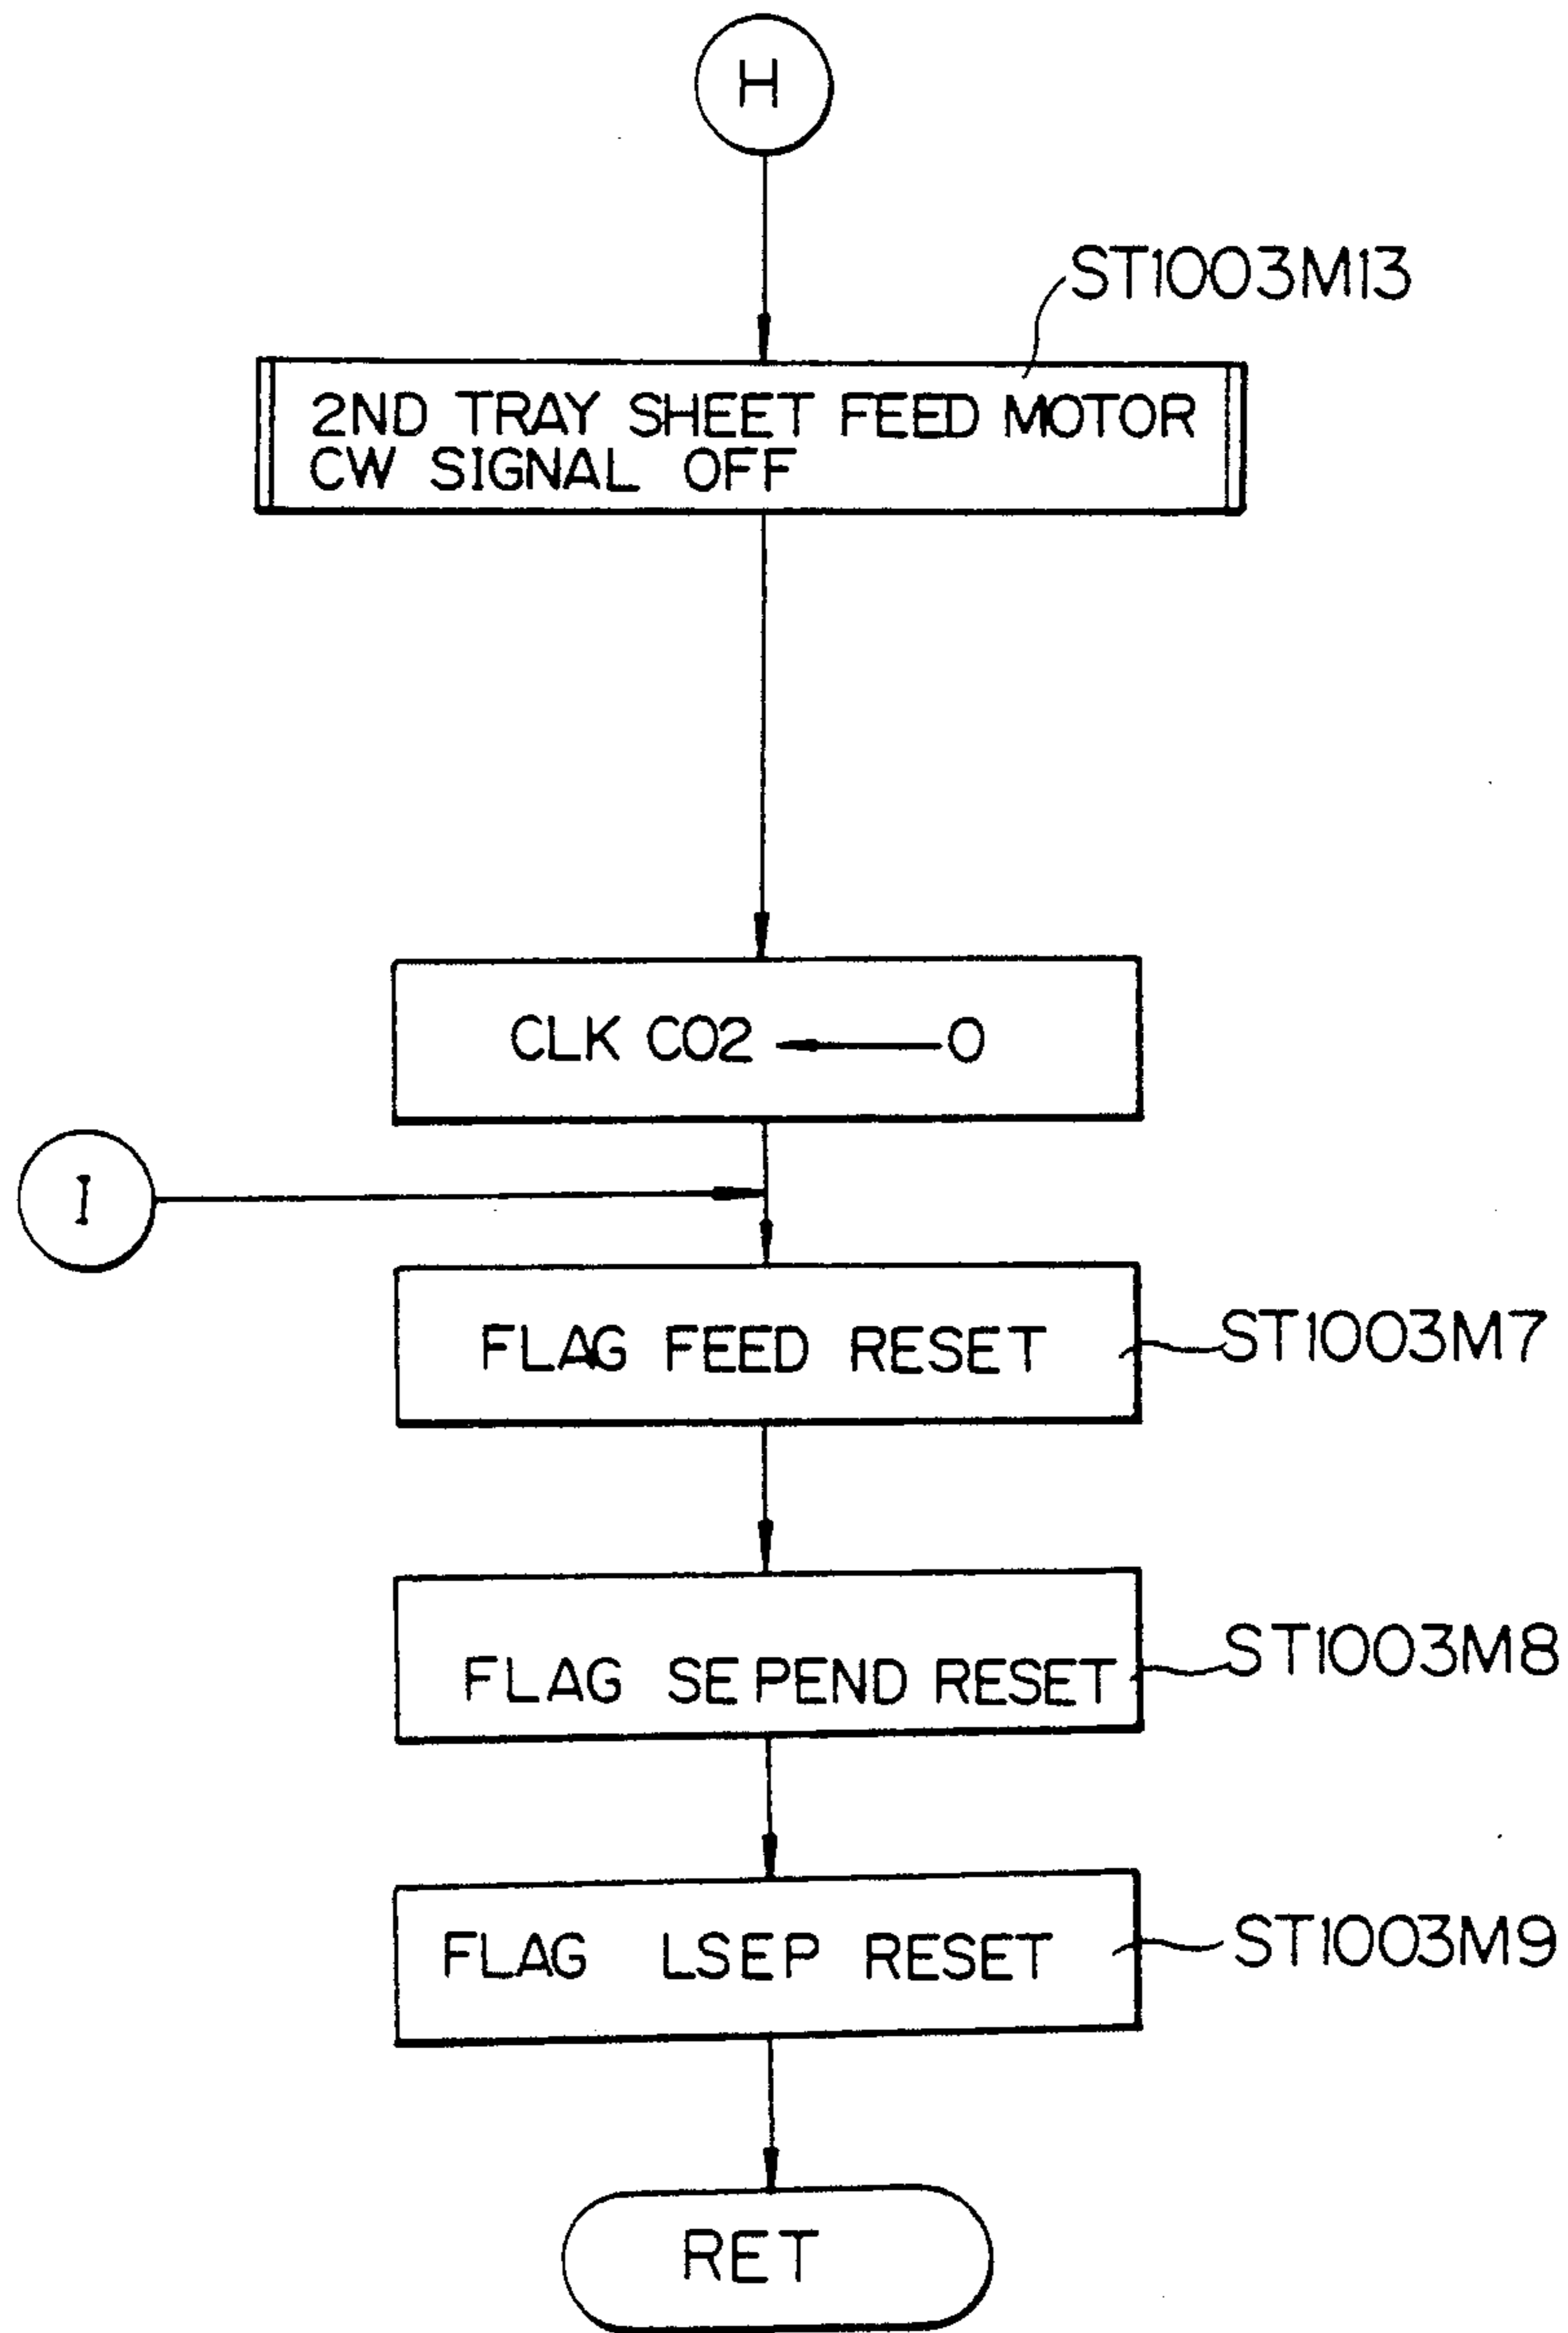 H
ST1003M13
2ND TRAY SHEET FEED MOTOR
CW SIGNAL OFF
CLK CO2 ← 0
I
FLAG FEED RESET
ST1003M7
FLAG SEPEND RESET
ST1003M8
FLAG LSEP RESET
ST1003M9
RET